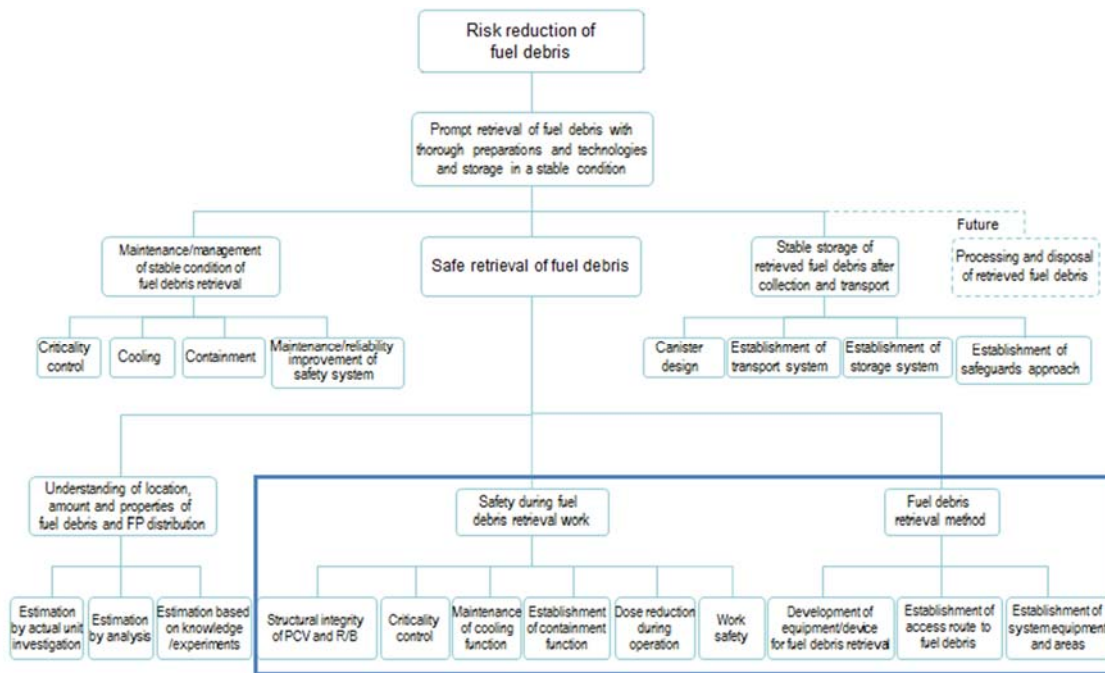 Risk reduction of
fuel debris
Prompt retrieval of fuel debris with
thorough preparations and technologies
and storage in a stable condition
Maintenance/management
of stable condition of
fuel debris retrieval
Safe retrieval of fuel debris
Stable storage of
retrieved fuel debris after
collection and transport
Future
Processing and disposal
of retrieved fuel debris
Criticality
control
Cooling
Containment
Maintenance/reliability
improvement of
safety system
Canister
design
Establishment of
transport system
Establishment of
storage system
Establishment of
safeguards approach
Understanding of location,
amount and properties of
fuel debris and FP distribution
Safety during fuel
debris retrieval work
Fuel debris
retrieval method
Estimation
by actual unit
investigation
Estimation
by analysis
Estimation based
on knowledge
/experiments
Structural integrity
of PCV and R/B
Criticality
control
Maintenance
of cooling
function
Establishment
of containment
function
Dose reduction
during
operation
Work
safety
Development of
equipment/device
for fuel debris retrieval
Establishment of
access route to
fuel debris
Establishment of
system equipment
and areas